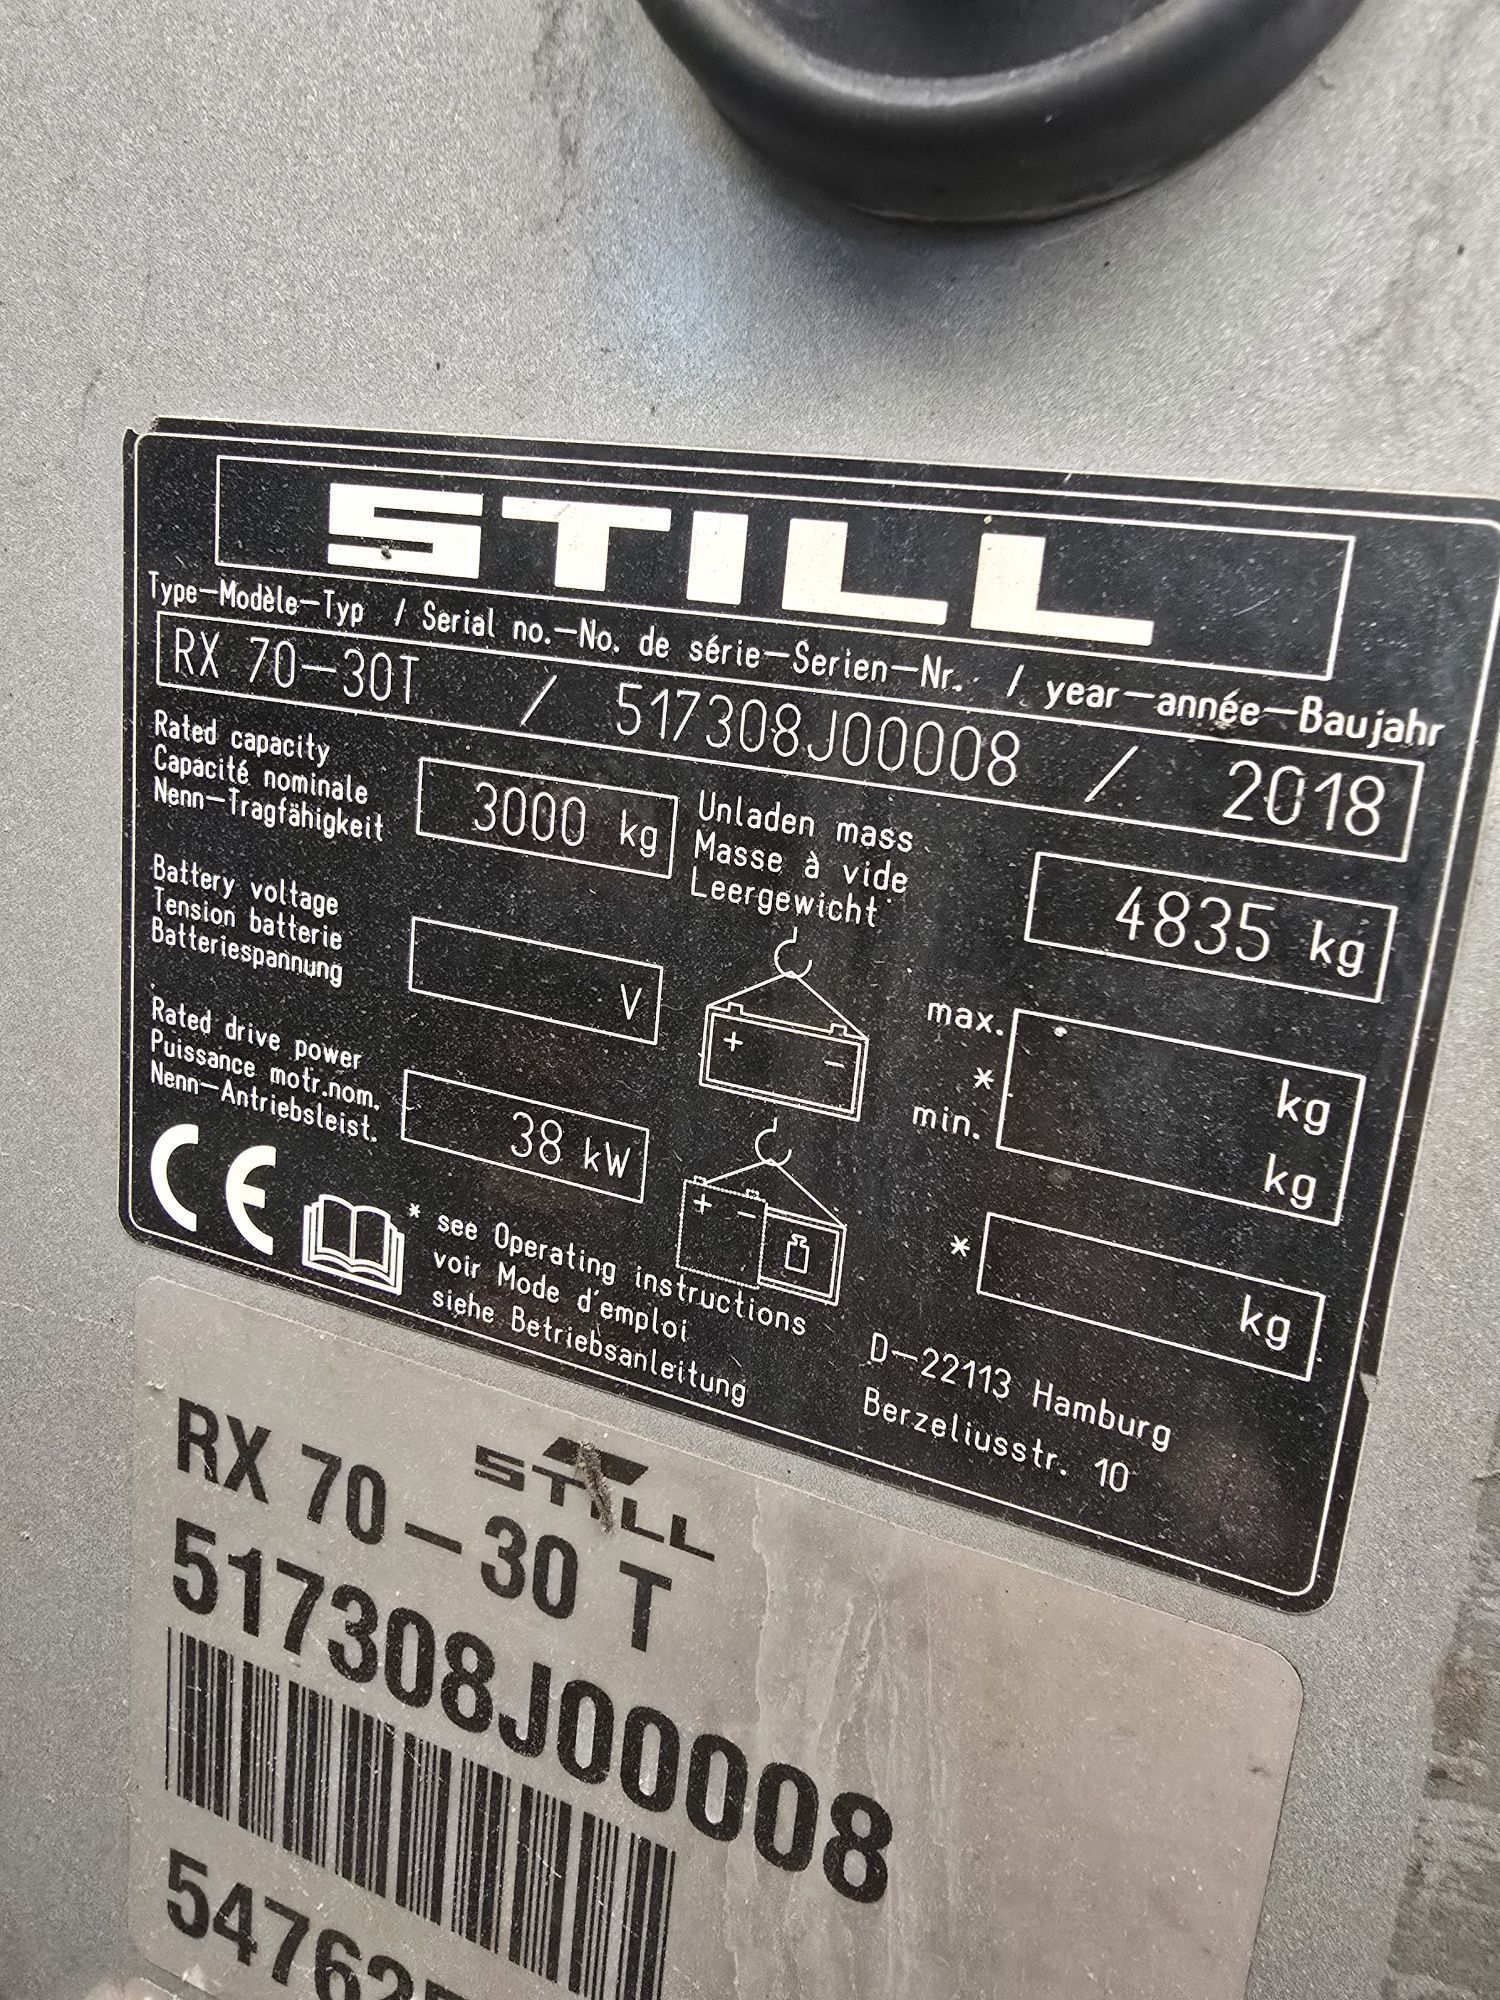 STILL
Type-Modèle-Typ / Serial no.-No. de série-Serien-Nr. / year-année-Baujahr
RX 70-30T / 517308J00008 / 2018
Rated capacity
Capacité nominale
Nenn-Tragfähigkeit
3000 kg
Unladen mass
Masse à vide
Leergewicht
4835 kg
Battery voltage
Tension batterie
Batteriespannung
V
+ -
max.
*
min.
kg
kg
Rated drive power
Puissance motr.nom.
Nenn-Antriebsleist.
38 kW
+ -
*
kg
CE
* see Operating instructions
voir Mode d'emploi
siehe Betriebsanleitung
D-22113 Hamburg
Berzeliusstr. 10
STILL
RX 70-30 T
517308J00008